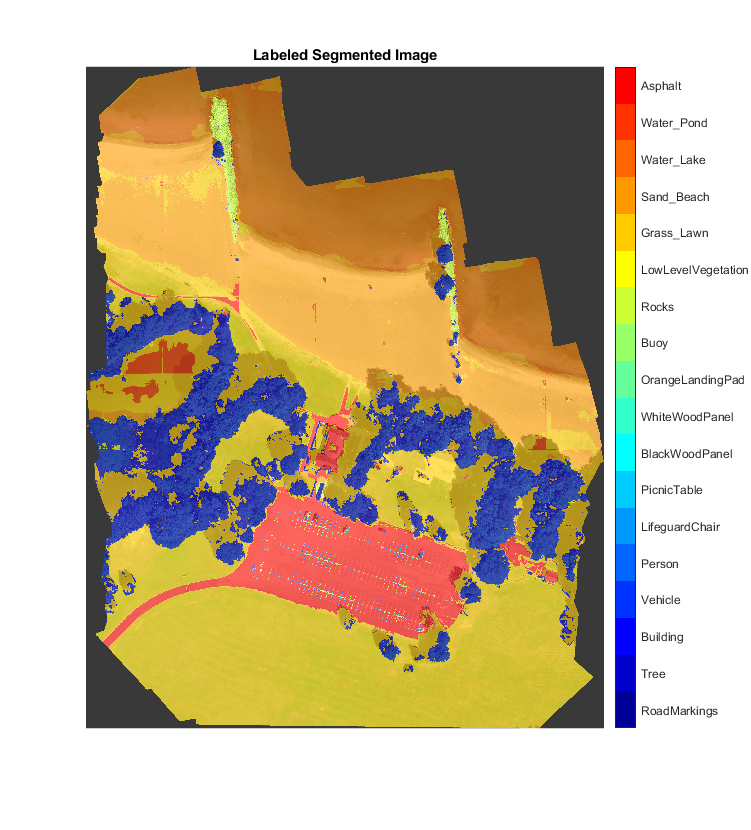 Labeled Segmented Image
Asphalt
Water_Pond
Water_Lake
Sand_Beach
Grass_Lawn
LowLevelVegetation
Rocks
Buoy
OrangeLandingPad
WhiteWoodPanel
BlackWoodPanel
PicnicTable
LifeguardChair
Person
Vehicle
Building
Tree
RoadMarkings